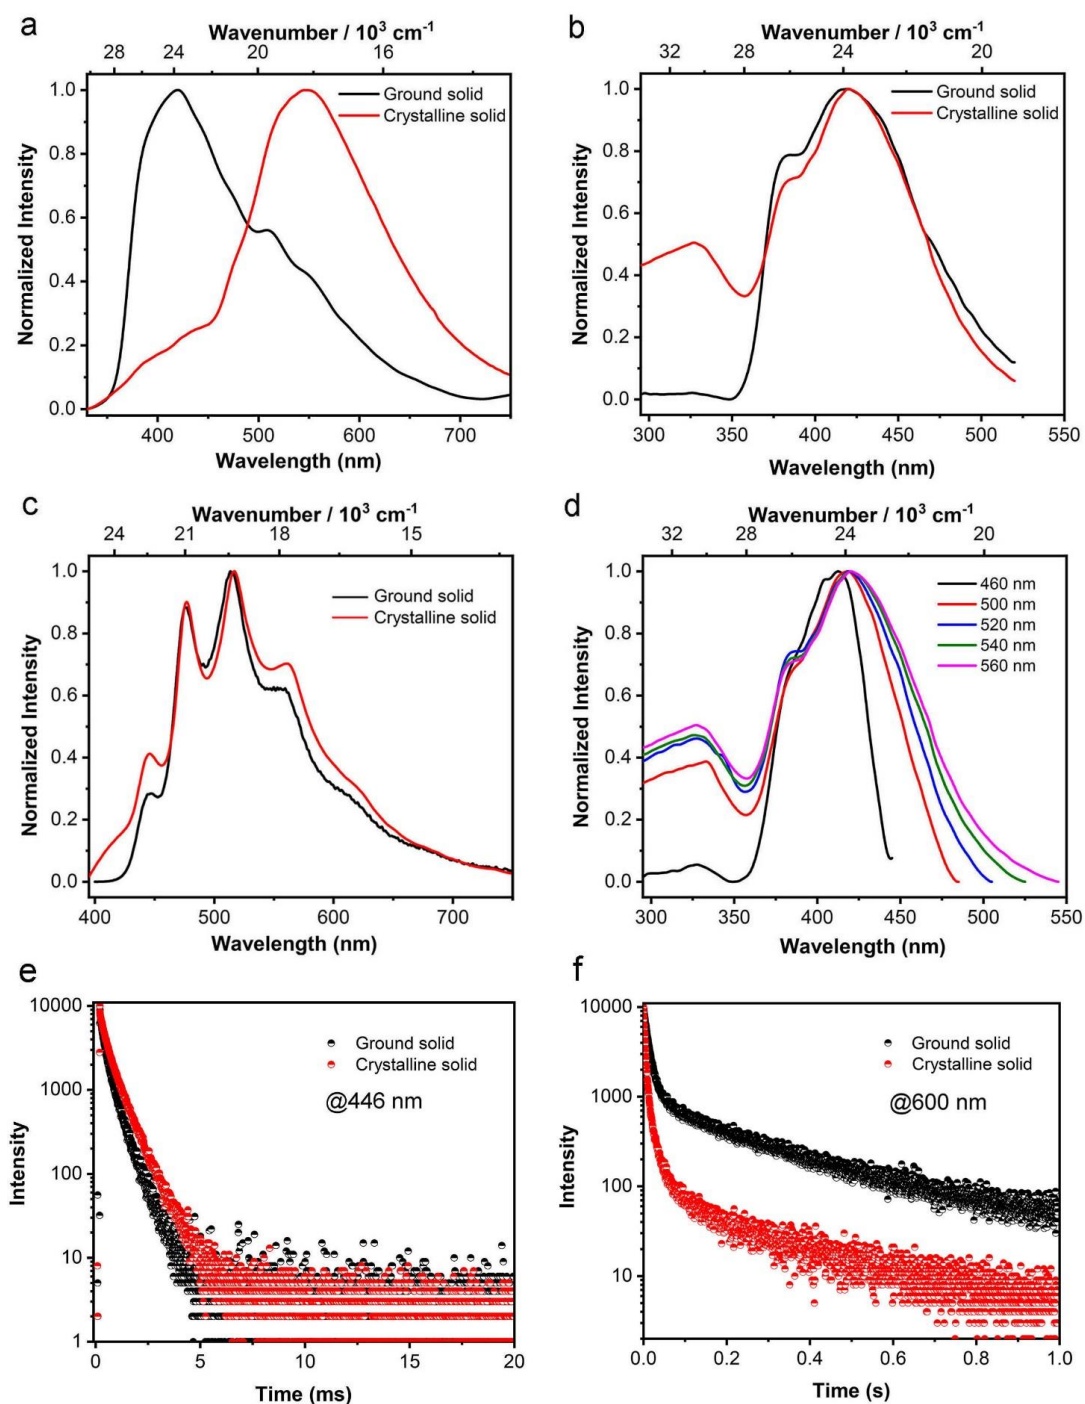 a
Wavenumber / 10³ cm⁻¹
28 24 20 16
Ground solid
Crystalline solid
Normalized Intensity
1.0
0.8
0.6
0.4
0.2
0.0
400 500 600 700
Wavelength (nm)
b
Wavenumber / 10³ cm⁻¹
32 28 24 20
Ground solid
Crystalline solid
Normalized Intensity
1.0
0.8
0.6
0.4
0.2
0.0
300 350 400 450 500 550
Wavelength (nm)
c
Wavenumber / 10³ cm⁻¹
24 21 18 15
Ground solid
Crystalline solid
Normalized Intensity
1.0
0.8
0.6
0.4
0.2
0.0
400 500 600 700
Wavelength (nm)
d
Wavenumber / 10³ cm⁻¹
32 28 24 20
460 nm
500 nm
520 nm
540 nm
560 nm
Normalized Intensity
1.0
0.8
0.6
0.4
0.2
0.0
300 350 400 450 500 550
Wavelength (nm)
e
Ground solid
Crystalline solid
@446 nm
Intensity
10000
1000
100
10
1
0 5 10 15 20
Time (ms)
f
Ground solid
Crystalline solid
@600 nm
Intensity
10000
1000
100
10
0.0 0.2 0.4 0.6 0.8 1.0
Time (s)